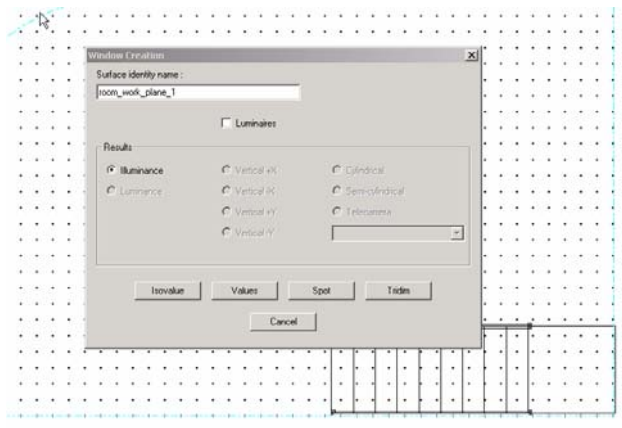 Window Creation
Surface identity name :
room_work_plane_1
Luminaires
Results
Illuminance
Vertical +X
Cylindrical
Luminance
Vertical -X
Semi-cylindrical
Vertical +Y
Telecamera
Vertical -Y
Isovalue
Values
Spot
Tridim
Cancel